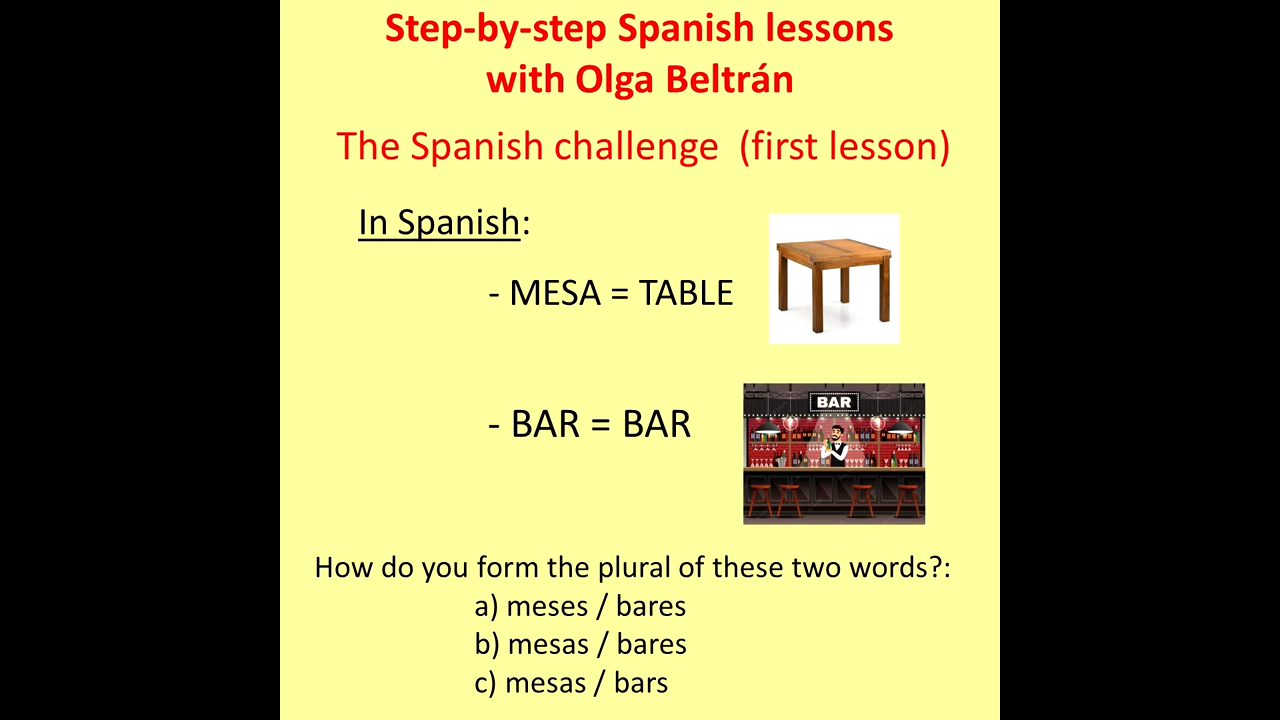 Step-by-step Spanish lessons
with Olga Beltrán
The Spanish challenge  (first lesson)
In Spanish:
- MESA = TABLE
- BAR = BAR
BAR
How do you form the plural of these two words?:
a) meses / bares
b) mesas / bares
c) mesas / bars